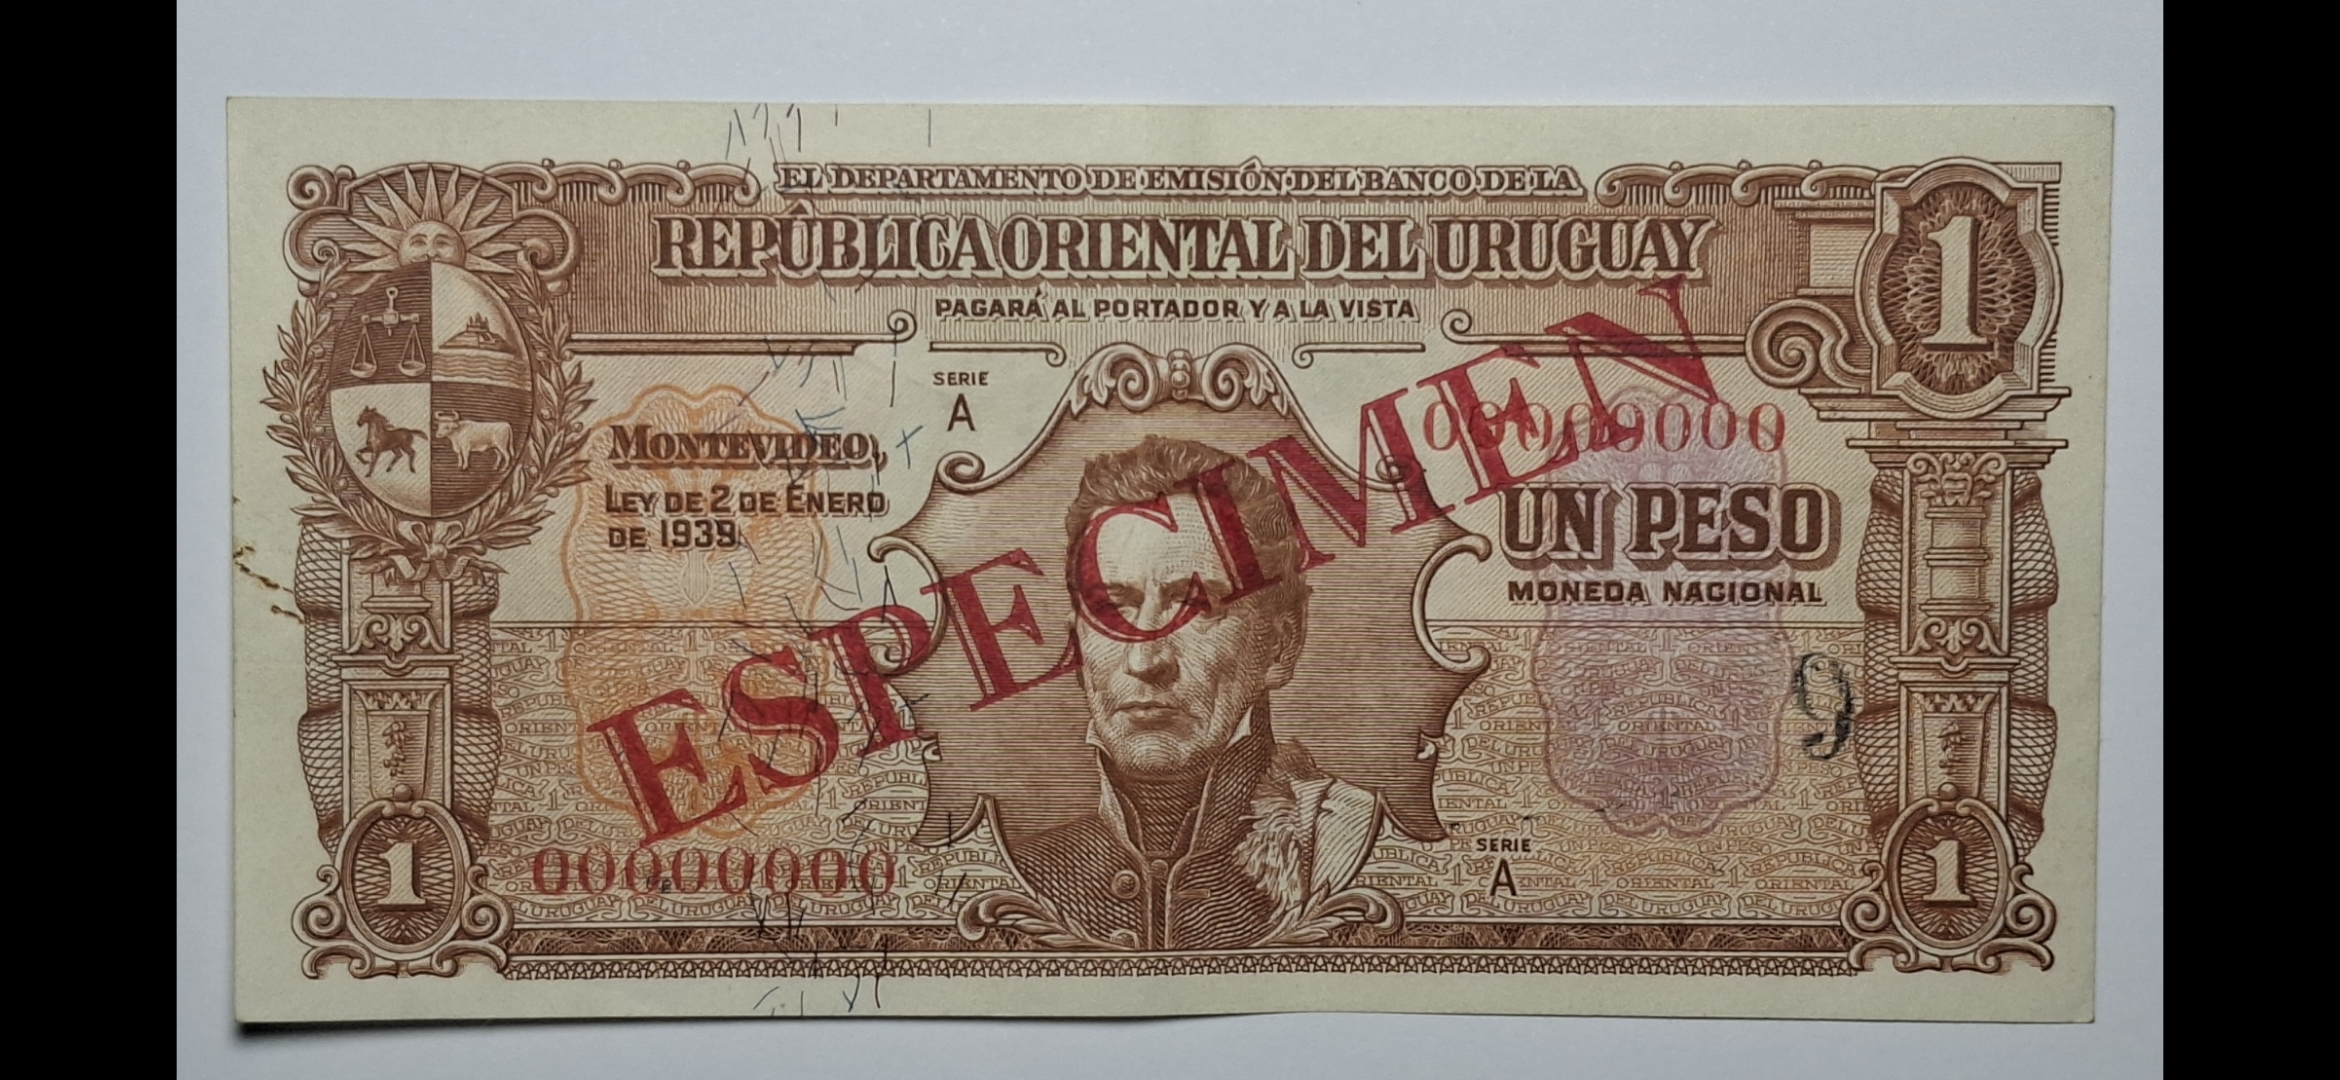 EL DEPARTAMENTO DE EMISIÓN DEL BANCO DE LA
REPÚBLICA ORIENTAL DEL URUGUAY
PAGARÁ AL PORTADOR Y A LA VISTA
1
SERIE
A
00000000
MONTEVIDEO,
LEY DE 2 DE ENERO
DE 1939
UN PESO
MONEDA NACIONAL
ESPECIMEN
9
SERIE
A
00000000
1
1